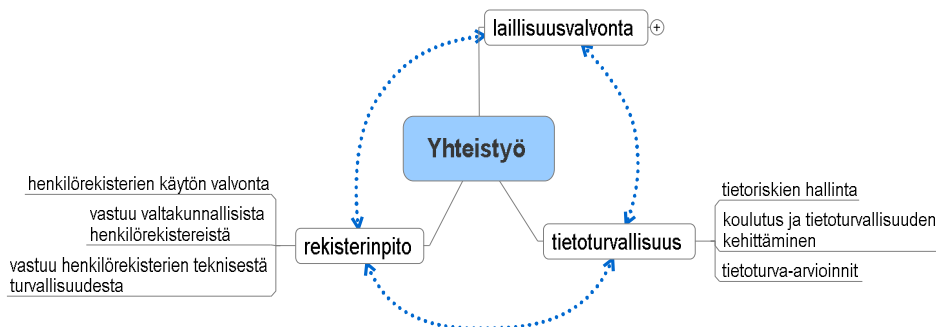 laillisuusvalvonta
Yhteistyö
henkilörekisterien käytön valvonta
vastuu valtakunnallisista
henkilörekistereistä
vastuu henkilörekisterien teknisestä
turvallisuudesta
rekisterinpito
tietoturvallisuus
tietoriskien hallinta
koulutus ja tietoturvallisuuden
kehittäminen
tietoturva-arvioinnit